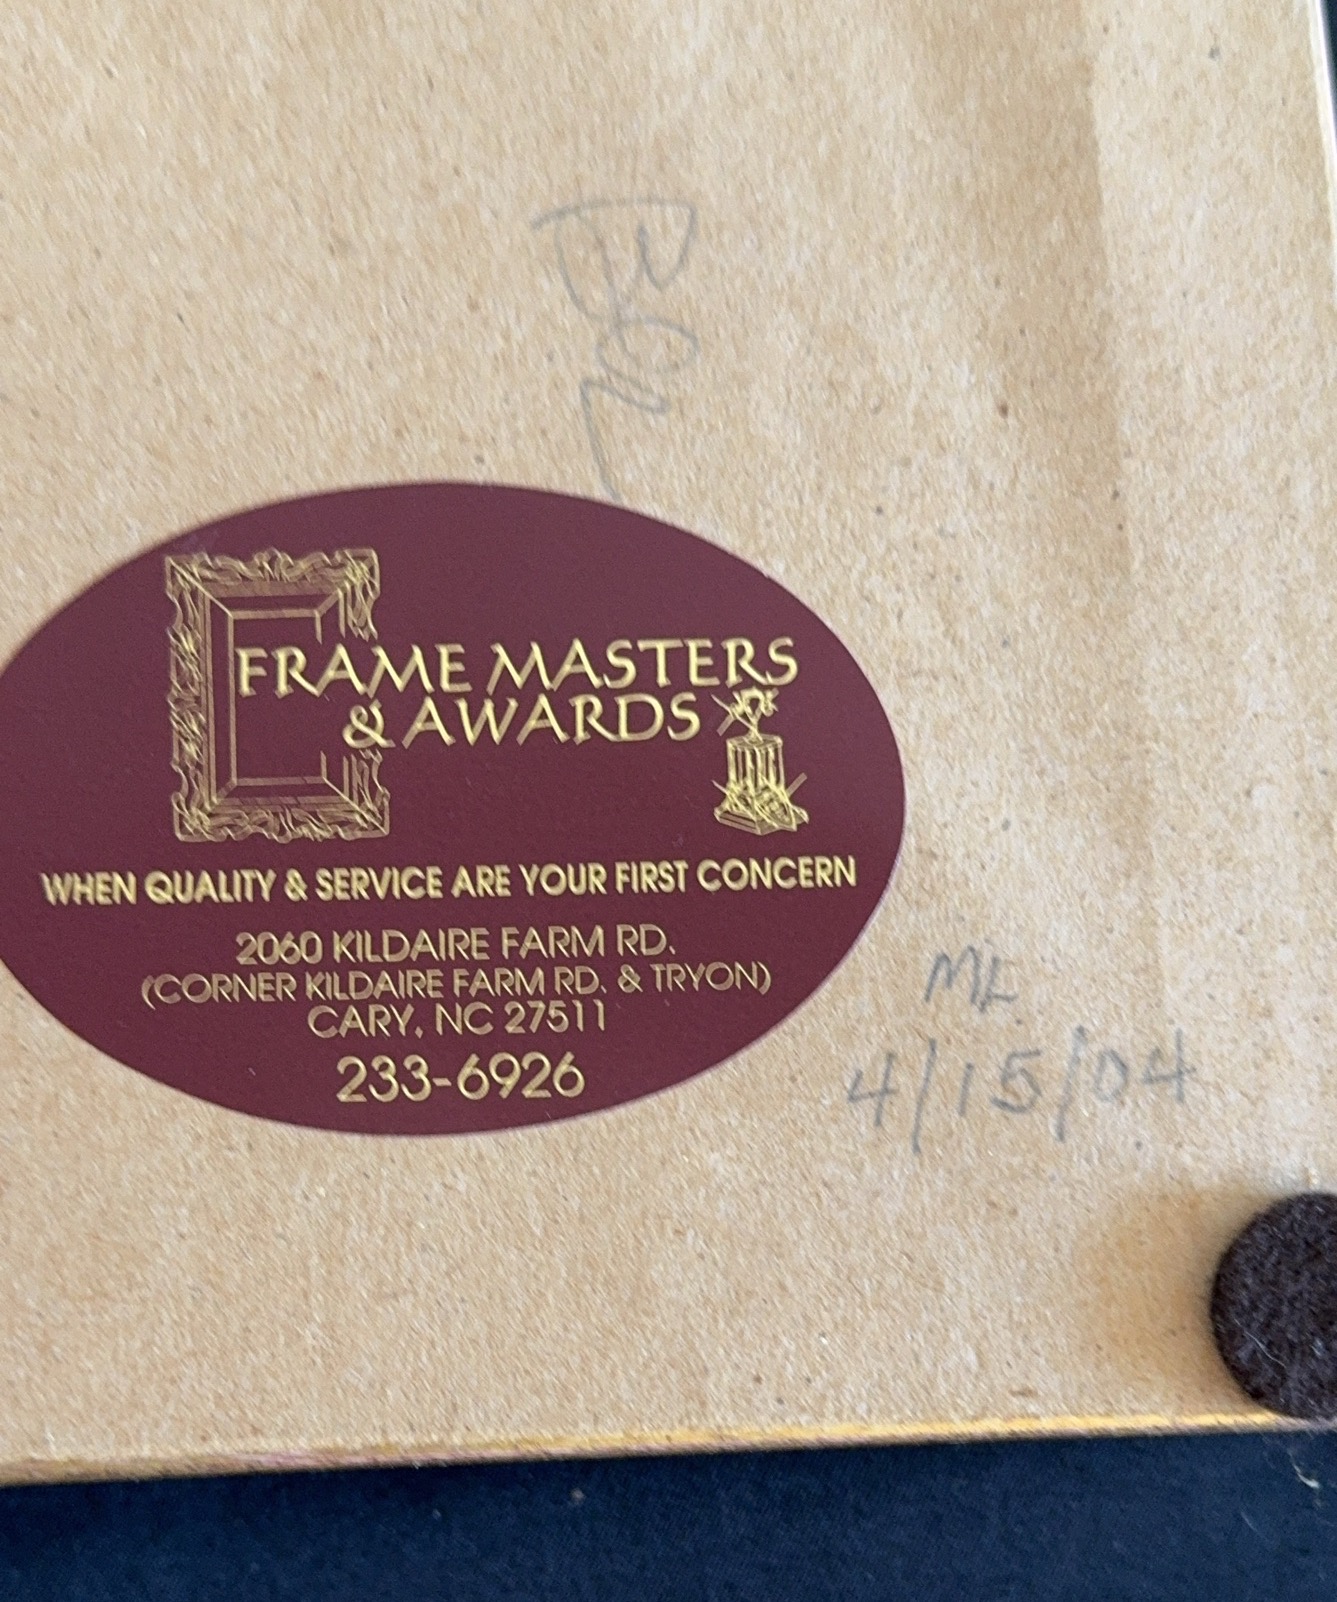 FRAME MASTERS
& AWARDS
WHEN QUALITY & SERVICE ARE YOUR FIRST CONCERN
2060 KILDAIRE FARM RD.
(CORNER KILDAIRE FARM RD. & TRYON)
CARY, NC 27511
233-6926
ML
4/15/04